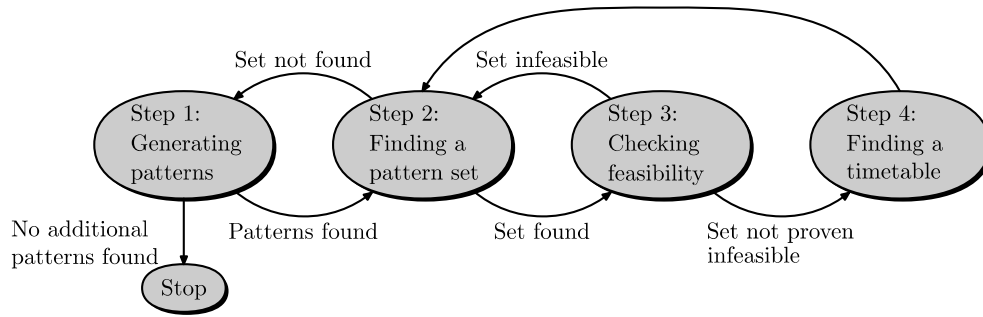 Set not found
Set infeasible
Step 1:
Generating
patterns
Step 2:
Finding a
pattern set
Step 3:
Checking
feasibility
Step 4:
Finding a
timetable
No additional
patterns found
Patterns found
Set found
Set not proven
infeasible
Stop